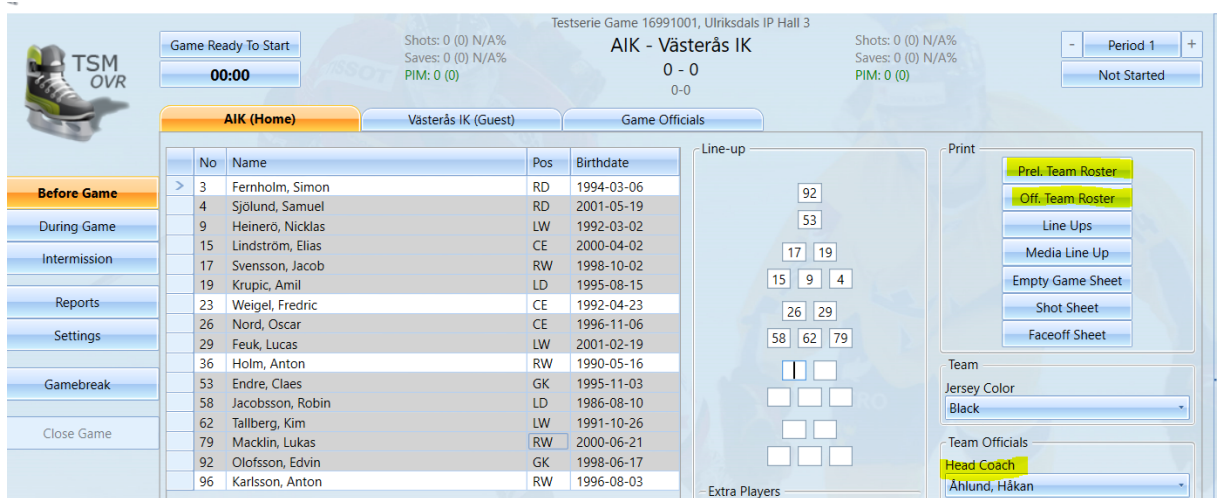 Testserie Game 16991001, Ulriksdals IP Hall 3
TSM
OVR
Game Ready To Start
00:00
Shots: 0 (0) N/A%
Saves: 0 (0) N/A%
PIM: 0 (0)
AIK - Västerås IK
0 - 0
0-0
Shots: 0 (0) N/A%
Saves: 0 (0) N/A%
PIM: 0 (0)
- Period 1 +
Not Started
AIK (Home) Västerås IK (Guest) Game Officials
Before Game
During Game
Intermission
Reports
Settings
Gamebreak
Close Game
No Name Pos Birthdate
> 3 Fernholm, Simon RD 1994-03-06
4 Sjölund, Samuel RD 2001-05-19
9 Heinerö, Nicklas LW 1992-03-02
15 Lindström, Elias CE 2000-04-02
17 Svensson, Jacob RW 1998-10-02
19 Krupic, Amil LD 1995-08-15
23 Weigel, Fredric CE 1992-04-23
26 Nord, Oscar CE 1996-11-06
29 Feuk, Lucas LW 2001-02-19
36 Holm, Anton RW 1990-05-16
53 Endre, Claes GK 1995-11-03
58 Jacobsson, Robin LD 1986-08-10
62 Tallberg, Kim LW 1991-10-26
79 Macklin, Lukas RW 2000-06-21
92 Olofsson, Edvin GK 1998-06-17
96 Karlsson, Anton RW 1996-08-03
Line-up
92
53
17 19
15 9 4
26 29
58 62 79
Extra Players
Print
Prel. Team Roster
Off. Team Roster
Line Ups
Media Line Up
Empty Game Sheet
Shot Sheet
Faceoff Sheet
Team
Jersey Color
Black
Team Officials
Head Coach
Åhlund, Håkan